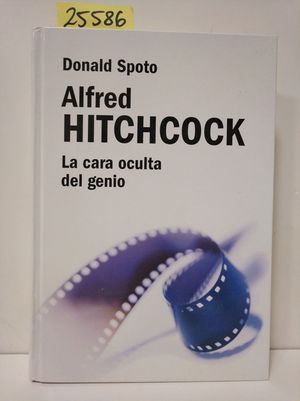 25586
Donald Spoto
Alfred
HITCHCOCK
La cara oculta
del genio